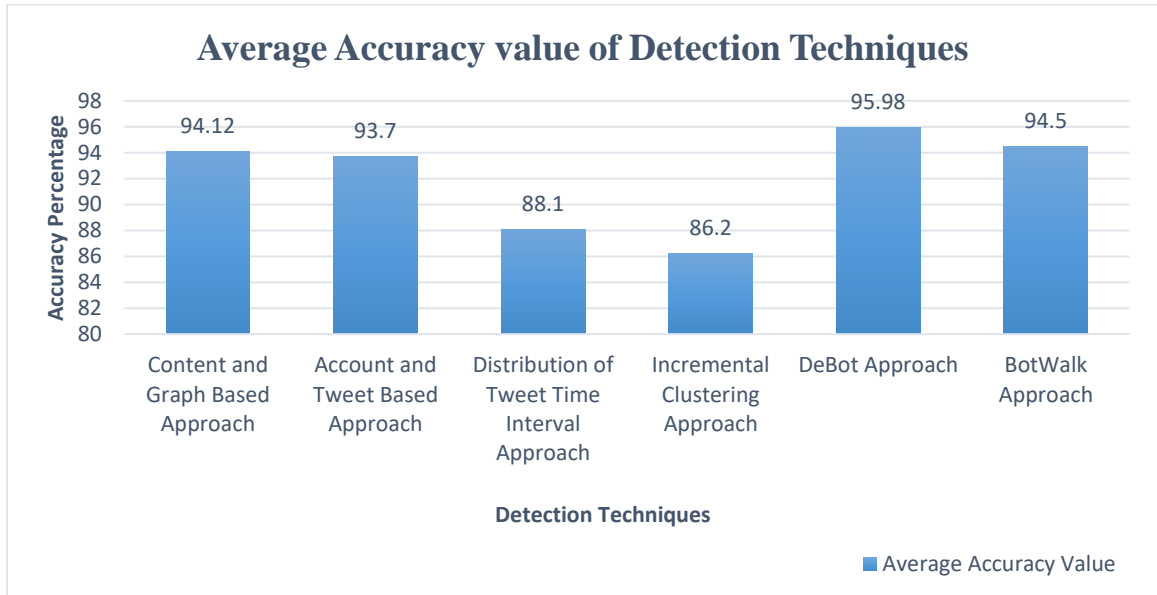 Average Accuracy value of Detection Techniques
Accuracy Percentage
98
96
94
92
90
88
86
84
82
80
94.12
93.7
88.1
86.2
95.98
94.5
Content and
Graph Based
Approach
Account and
Tweet Based
Approach
Distribution of
Tweet Time
Interval
Approach
Incremental
Clustering
Approach
DeBot Approach
BotWalk
Approach
Detection Techniques
Average Accuracy Value